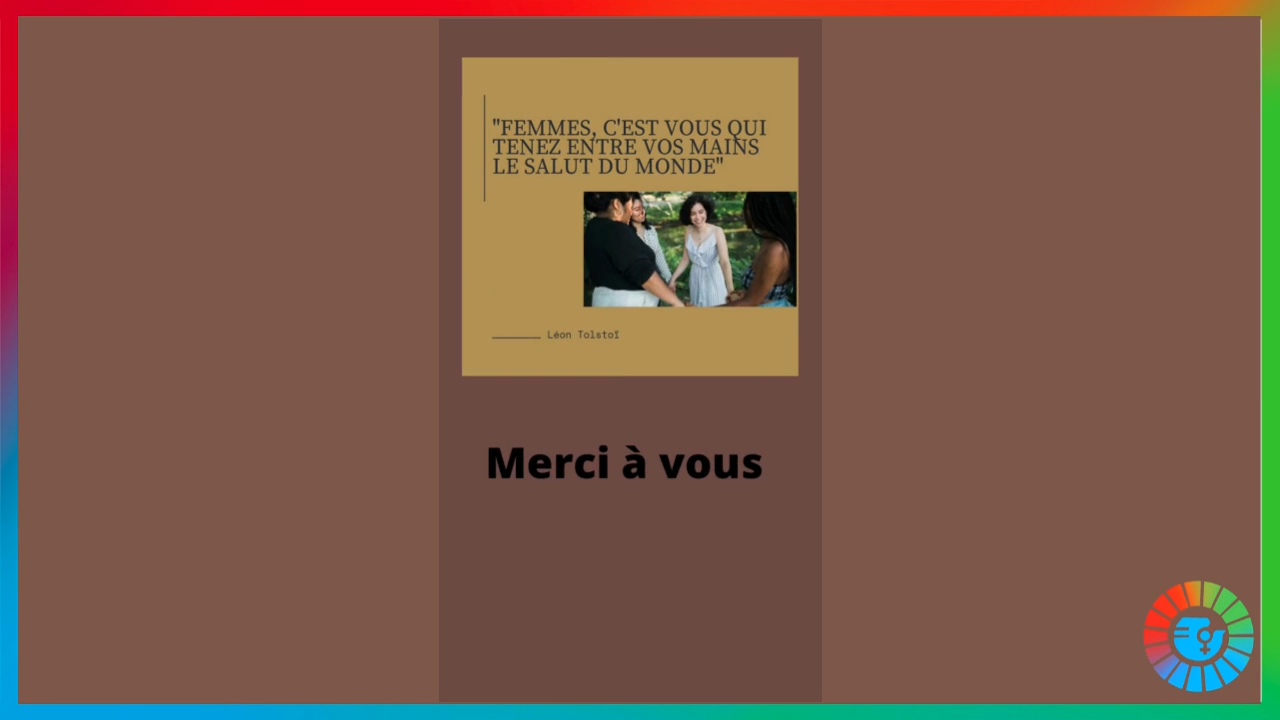 "FEMMES, C'EST VOUS QUI
TENEZ ENTRE VOS MAINS
LE SALUT DU MONDE"
Léon Tolstoï
Merci à vous